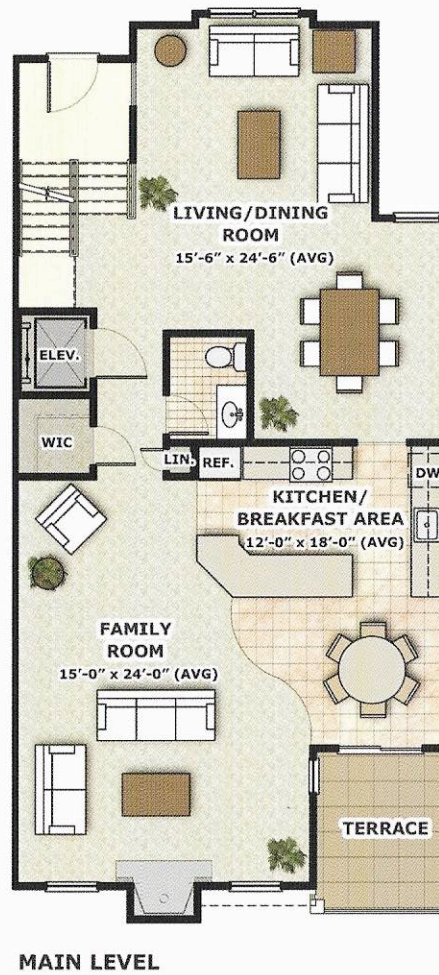 LIVING/DINING
ROOM
15'-6" x 24'-6" (AVG)
ELEV.
WIC
LIN.
REF.
DW
KITCHEN/
BREAKFAST AREA
12'-0" x 18'-0" (AVG)
FAMILY
ROOM
15'-0" x 24'-0" (AVG)
TERRACE
MAIN LEVEL